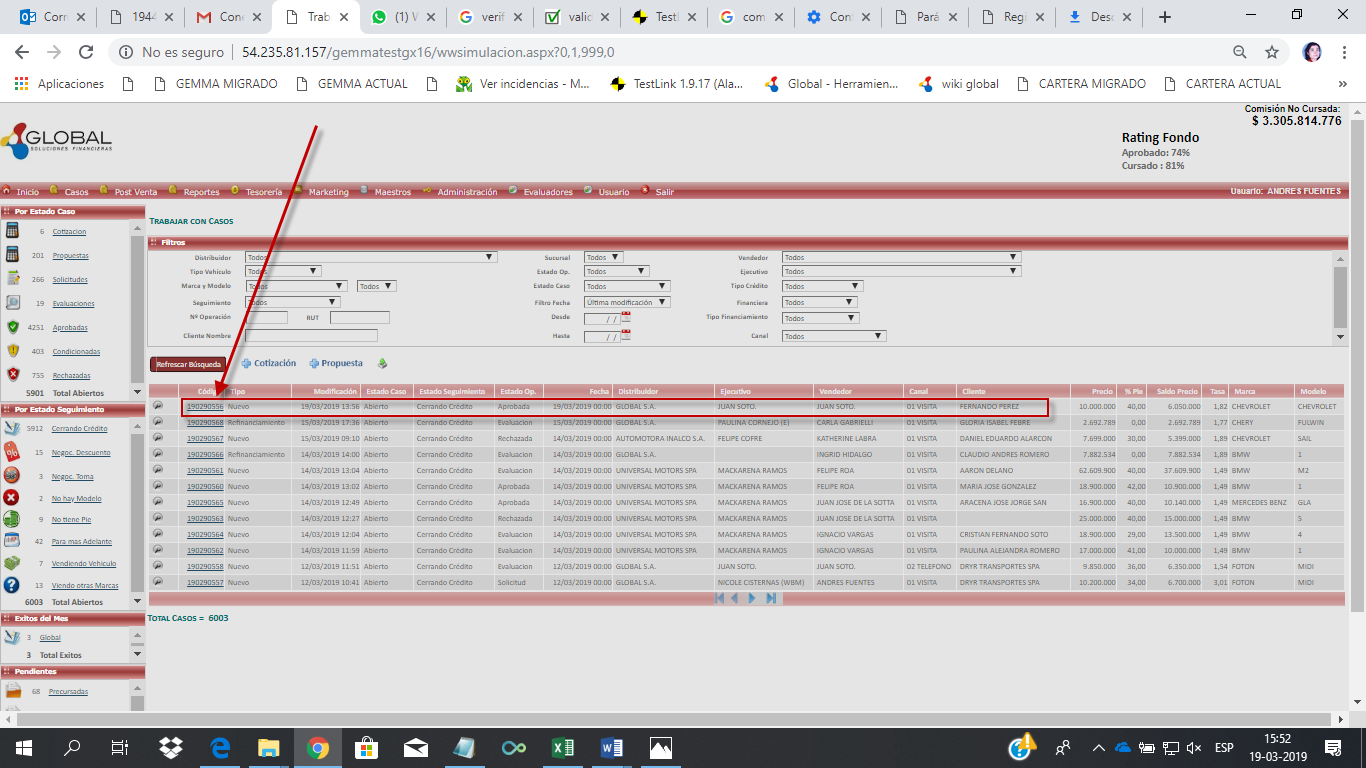 Corr
1944
Con
Trab
(1) W
verif
valid
Testl
com
Con
Pará
Regi
Desc
No es seguro | 54.235.81.157/gemmatestgx16/wwsimulacion.aspx?0,1,999,0
Aplicaciones GEMMA MIGRADO GEMMA ACTUAL Ver incidencias - M... TestLink 1.9.17 (Ala... Global - Herramien... wiki global CARTERA MIGRADO CARTERA ACTUAL »
GLOBAL
SOLUCIONES FINANCIERAS
Comisión No Cursada:
$ 3.305.814.776
Rating Fondo
Aprobado: 74%
Cursado : 81%
Inicio Casos Post Venta Reportes Tesorería Marketing Maestros Administración Evaluadores Usuario Salir Usuario: ANDRES FUENTES
Por Estado Caso
6 Cotizacion
201 Propuestas
266 Solicitudes
19 Evaluaciones
4251 Aprobadas
403 Condicionadas
755 Rechazadas
5901 Total Abiertos
Por Estado Seguimiento
5912 Cerrando Crédito
15 Negoc. Descuento
3 Negoc. Toma
2 No hay Modelo
9 No tiene Pie
42 Para mas Adelante
7 Vendiendo Vehiculo
13 Viendo otras Marcas
6003 Total Abiertos
Exitos del Mes
3 Global
3 Total Exitos
Pendientes
68 Precursadas
TRABAJAR CON CASOS
Filtros
Distribuidor Todos Sucursal Todos Vendedor Todos
Tipo Vehículo Todos Estado Op. Todos Ejecutivo Todos
Marca y Modelo Todos Todos Estado Caso Todos Tipo Crédito Todos
Seguimiento Todos Filtro Fecha Última modificación Financiera Todos
Nº Operación RUT Desde / / Tipo Financiamiento Todos
Cliente Nombre Hasta / / Canal Todos
Refrescar Búsqueda Cotización Propuesta
Código Tipo Modificación Estado Caso Estado Seguimiento Estado Op. Fecha Distribuidor Ejecutivo Vendedor Canal Cliente Precio % Pie Saldo Precio Tasa Marca Modelo
190290556 Nuevo 19/03/2019 13:56 Abierto Cerrando Crédito Aprobada 19/03/2019 00:00 GLOBAL S.A. JUAN SOTO. JUAN SOTO. 01 VISITA FERNANDO PEREZ 10.000.000 40,00 6.050.000 1,82 CHEVROLET CHEVROLET
190290568 Refinanciamiento 15/03/2019 17:36 Abierto Cerrando Crédito Evaluacion 15/03/2019 00:00 GLOBAL S.A. PAULINA CORNEJO (E) CARLA GABRIELLI 01 VISITA GLORIA ISABEL FEBRE 2.692.789 0,00 2.692.789 1,77 CHERY FULWIN
190290567 Nuevo 15/03/2019 09:10 Abierto Cerrando Crédito Rechazada 14/03/2019 00:00 AUTOMOTORA INALCO S.A. FELIPE COFRE KATHERINE LABRA 01 VISITA DANIEL EDUARDO ALARCON 7.699.000 30,00 5.399.000 1,89 CHEVROLET SAIL
190290566 Refinanciamiento 14/03/2019 14:00 Abierto Cerrando Crédito Evaluacion 14/03/2019 00:00 GLOBAL S.A. INGRID HIDALGO 01 VISITA CLAUDIO ANDRES ROMERO 7.882.534 0,00 7.882.534 1,89 BMW 1
190290561 Nuevo 14/03/2019 13:04 Abierto Cerrando Crédito Evaluacion 14/03/2019 00:00 UNIVERSAL MOTORS SPA MACKARENA RAMOS FELIPE ROA 01 VISITA AARON DELANO 62.609.900 40,00 37.609.900 1,49 BMW M2
190290560 Nuevo 14/03/2019 13:02 Abierto Cerrando Crédito Aprobada 14/03/2019 00:00 UNIVERSAL MOTORS SPA MACKARENA RAMOS FELIPE ROA 01 VISITA MARIA JOSE GONZALEZ 18.900.000 42,00 10.900.000 1,49 BMW 1
190290565 Nuevo 14/03/2019 12:49 Abierto Cerrando Crédito Aprobada 14/03/2019 00:00 UNIVERSAL MOTORS SPA MACKARENA RAMOS JUAN JOSE DE LA SOTTA 01 VISITA ARACENA JOSE JORGE SAN 16.900.000 40,00 10.140.000 1,49 MERCEDES BENZ GLA
190290563 Nuevo 14/03/2019 12:27 Abierto Cerrando Crédito Rechazada 14/03/2019 00:00 UNIVERSAL MOTORS SPA MACKARENA RAMOS JUAN JOSE DE LA SOTTA 01 VISITA 25.000.000 40,00 15.000.000 1,49 BMW 5
190290564 Nuevo 14/03/2019 12:04 Abierto Cerrando Crédito Evaluacion 14/03/2019 00:00 UNIVERSAL MOTORS SPA MACKARENA RAMOS IGNACIO VARGAS 01 VISITA CRISTIAN FERNANDO SOTO 18.900.000 29,00 13.500.000 1,49 BMW 4
190290562 Nuevo 14/03/2019 11:59 Abierto Cerrando Crédito Evaluacion 14/03/2019 00:00 UNIVERSAL MOTORS SPA MACKARENA RAMOS IGNACIO VARGAS 01 VISITA PAULINA ALEJANDRA ROMERO 17.000.000 41,00 10.000.000 1,49 BMW 1
190290558 Nuevo 12/03/2019 11:51 Abierto Cerrando Crédito Evaluacion 12/03/2019 00:00 GLOBAL S.A. JUAN SOTO. JUAN SOTO. 02 TELEFONO DRYR TRANSPORTES SPA 9.850.000 36,00 6.350.000 1,54 FOTON MIDI
190290557 Nuevo 12/03/2019 10:41 Abierto Cerrando Crédito Solicitud 12/03/2019 00:00 GLOBAL S.A. NICOLE CISTERNAS (WBM) ANDRES FUENTES 01 VISITA DRYR TRANSPORTES SPA 10.200.000 34,00 6.700.000 3,01 FOTON MIDI
TOTAL CASOS = 6003
ESP
15:52
19-03-2019